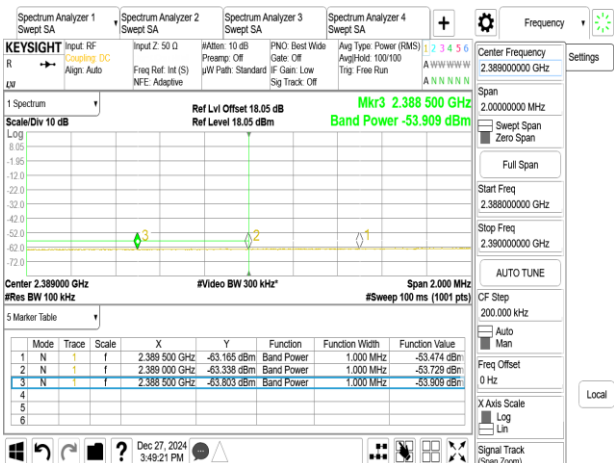 Spectrum Analyzer 1
Swept SA
Spectrum Analyzer 2
Swept SA
Spectrum Analyzer 3
Swept SA
Spectrum Analyzer 4
Swept SA
+
Frequency
Settings
KEYSIGHT
R
LXI
Input: RF
Coupling: DC
Align: Auto
Input Z: 50 Ω
Freq Ref: Int (S)
NFE: Adaptive
#Atten: 10 dB
Preamp: Off
µW Path: Standard
PNO: Best Wide
Gate: Off
IF Gain: Low
Sig Track: Off
Avg Type: Power (RMS)
Avg|Hold: 100/100
Trig: Free Run
1 2 3 4 5 6
A W W W W W
A N N N N N
1 Spectrum
Scale/Div 10 dB
Ref Lvl Offset 18.05 dB
Ref Level 18.05 dBm
Mkr3 2.388 500 GHz
Band Power -53.909 dBm
Log
8.05
-1.95
-12.0
-22.0
-32.0
-42.0
-52.0
-62.0
-72.0
3
2
1
Center 2.389000 GHz
#Res BW 100 kHz
#Video BW 300 kHz*
Span 2.000 MHz
#Sweep 100 ms (1001 pts)
5 Marker Table
Mode Trace Scale X Y Function Function Width Function Value
1 N 1 f 2.389 500 GHz -63.165 dBm Band Power 1.000 MHz -53.474 dBm
2 N 1 f 2.389 000 GHz -63.338 dBm Band Power 1.000 MHz -53.729 dBm
3 N 1 f 2.388 500 GHz -63.803 dBm Band Power 1.000 MHz -53.909 dBm
4
5
6
Dec 27, 2024
3:49:21 PM
Center Frequency
2.389000000 GHz
Span
2.00000000 MHz
Swept Span
Zero Span
Full Span
Start Freq
2.388000000 GHz
Stop Freq
2.390000000 GHz
AUTO TUNE
CF Step
200.000 kHz
Auto
Man
Freq Offset
0 Hz
X Axis Scale
Log
Lin
Signal Track
(Span Zoom)
Local